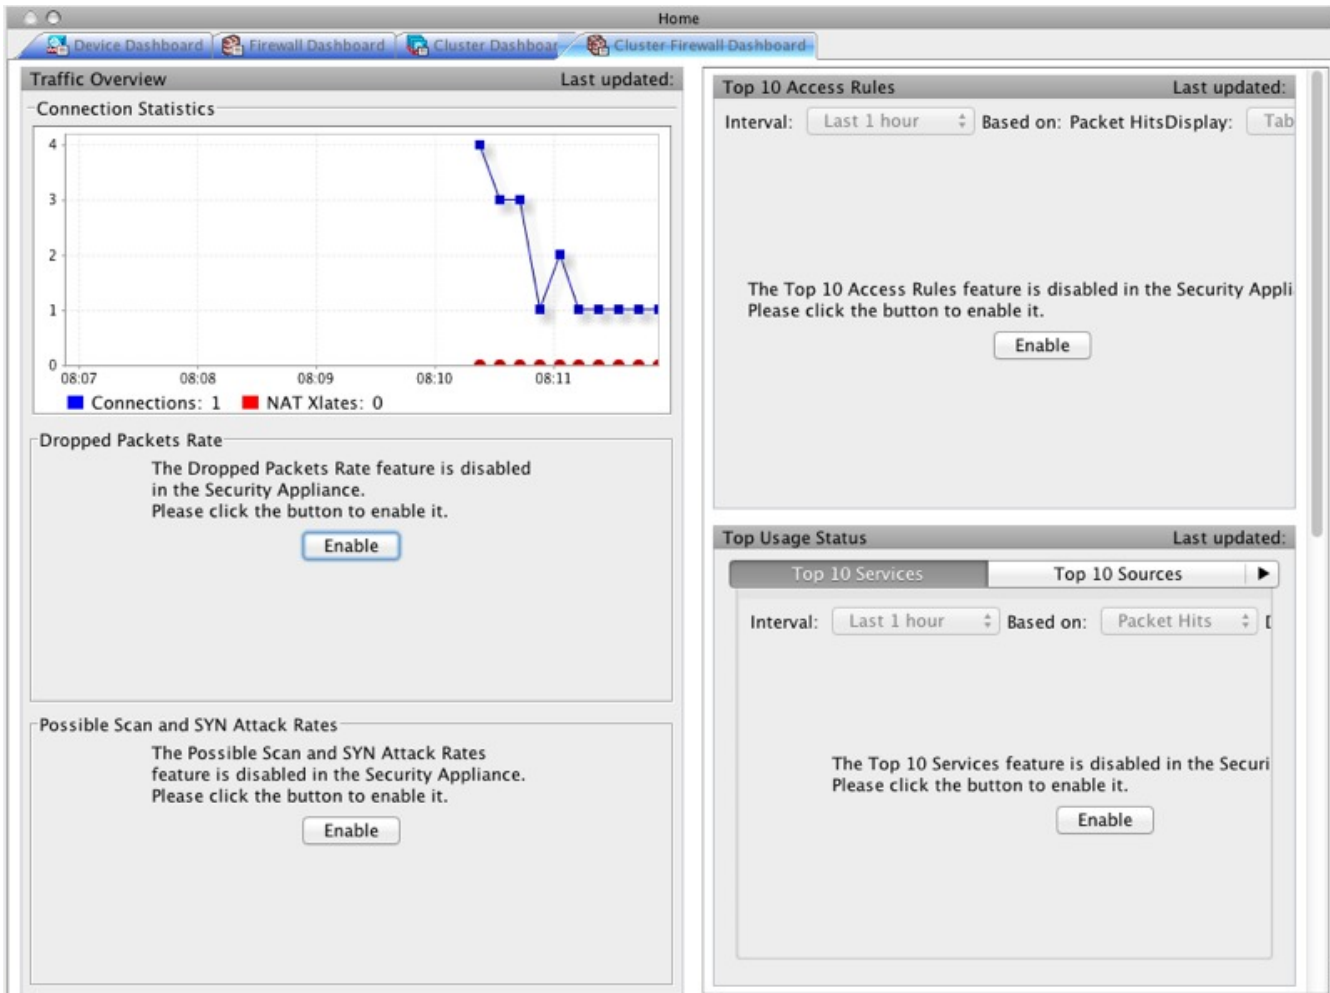 Home
Device Dashboard Firewall Dashboard Cluster Dashboar Cluster Firewall Dashboard
Traffic Overview Last updated:
Connection Statistics
4
3
2
1
0
08:07 08:08 08:09 08:10 08:11
Connections: 1 NAT Xlates: 0
Dropped Packets Rate
The Dropped Packets Rate feature is disabled
in the Security Appliance.
Please click the button to enable it.
Enable
Possible Scan and SYN Attack Rates
The Possible Scan and SYN Attack Rates
feature is disabled in the Security Appliance.
Please click the button to enable it.
Enable
Top 10 Access Rules Last updated:
Interval: Last 1 hour Based on: Packet HitsDisplay: Tab
The Top 10 Access Rules feature is disabled in the Security Appli
Please click the button to enable it.
Enable
Top Usage Status Last updated:
Top 10 Services Top 10 Sources
Interval: Last 1 hour Based on: Packet Hits
The Top 10 Services feature is disabled in the Securi
Please click the button to enable it.
Enable